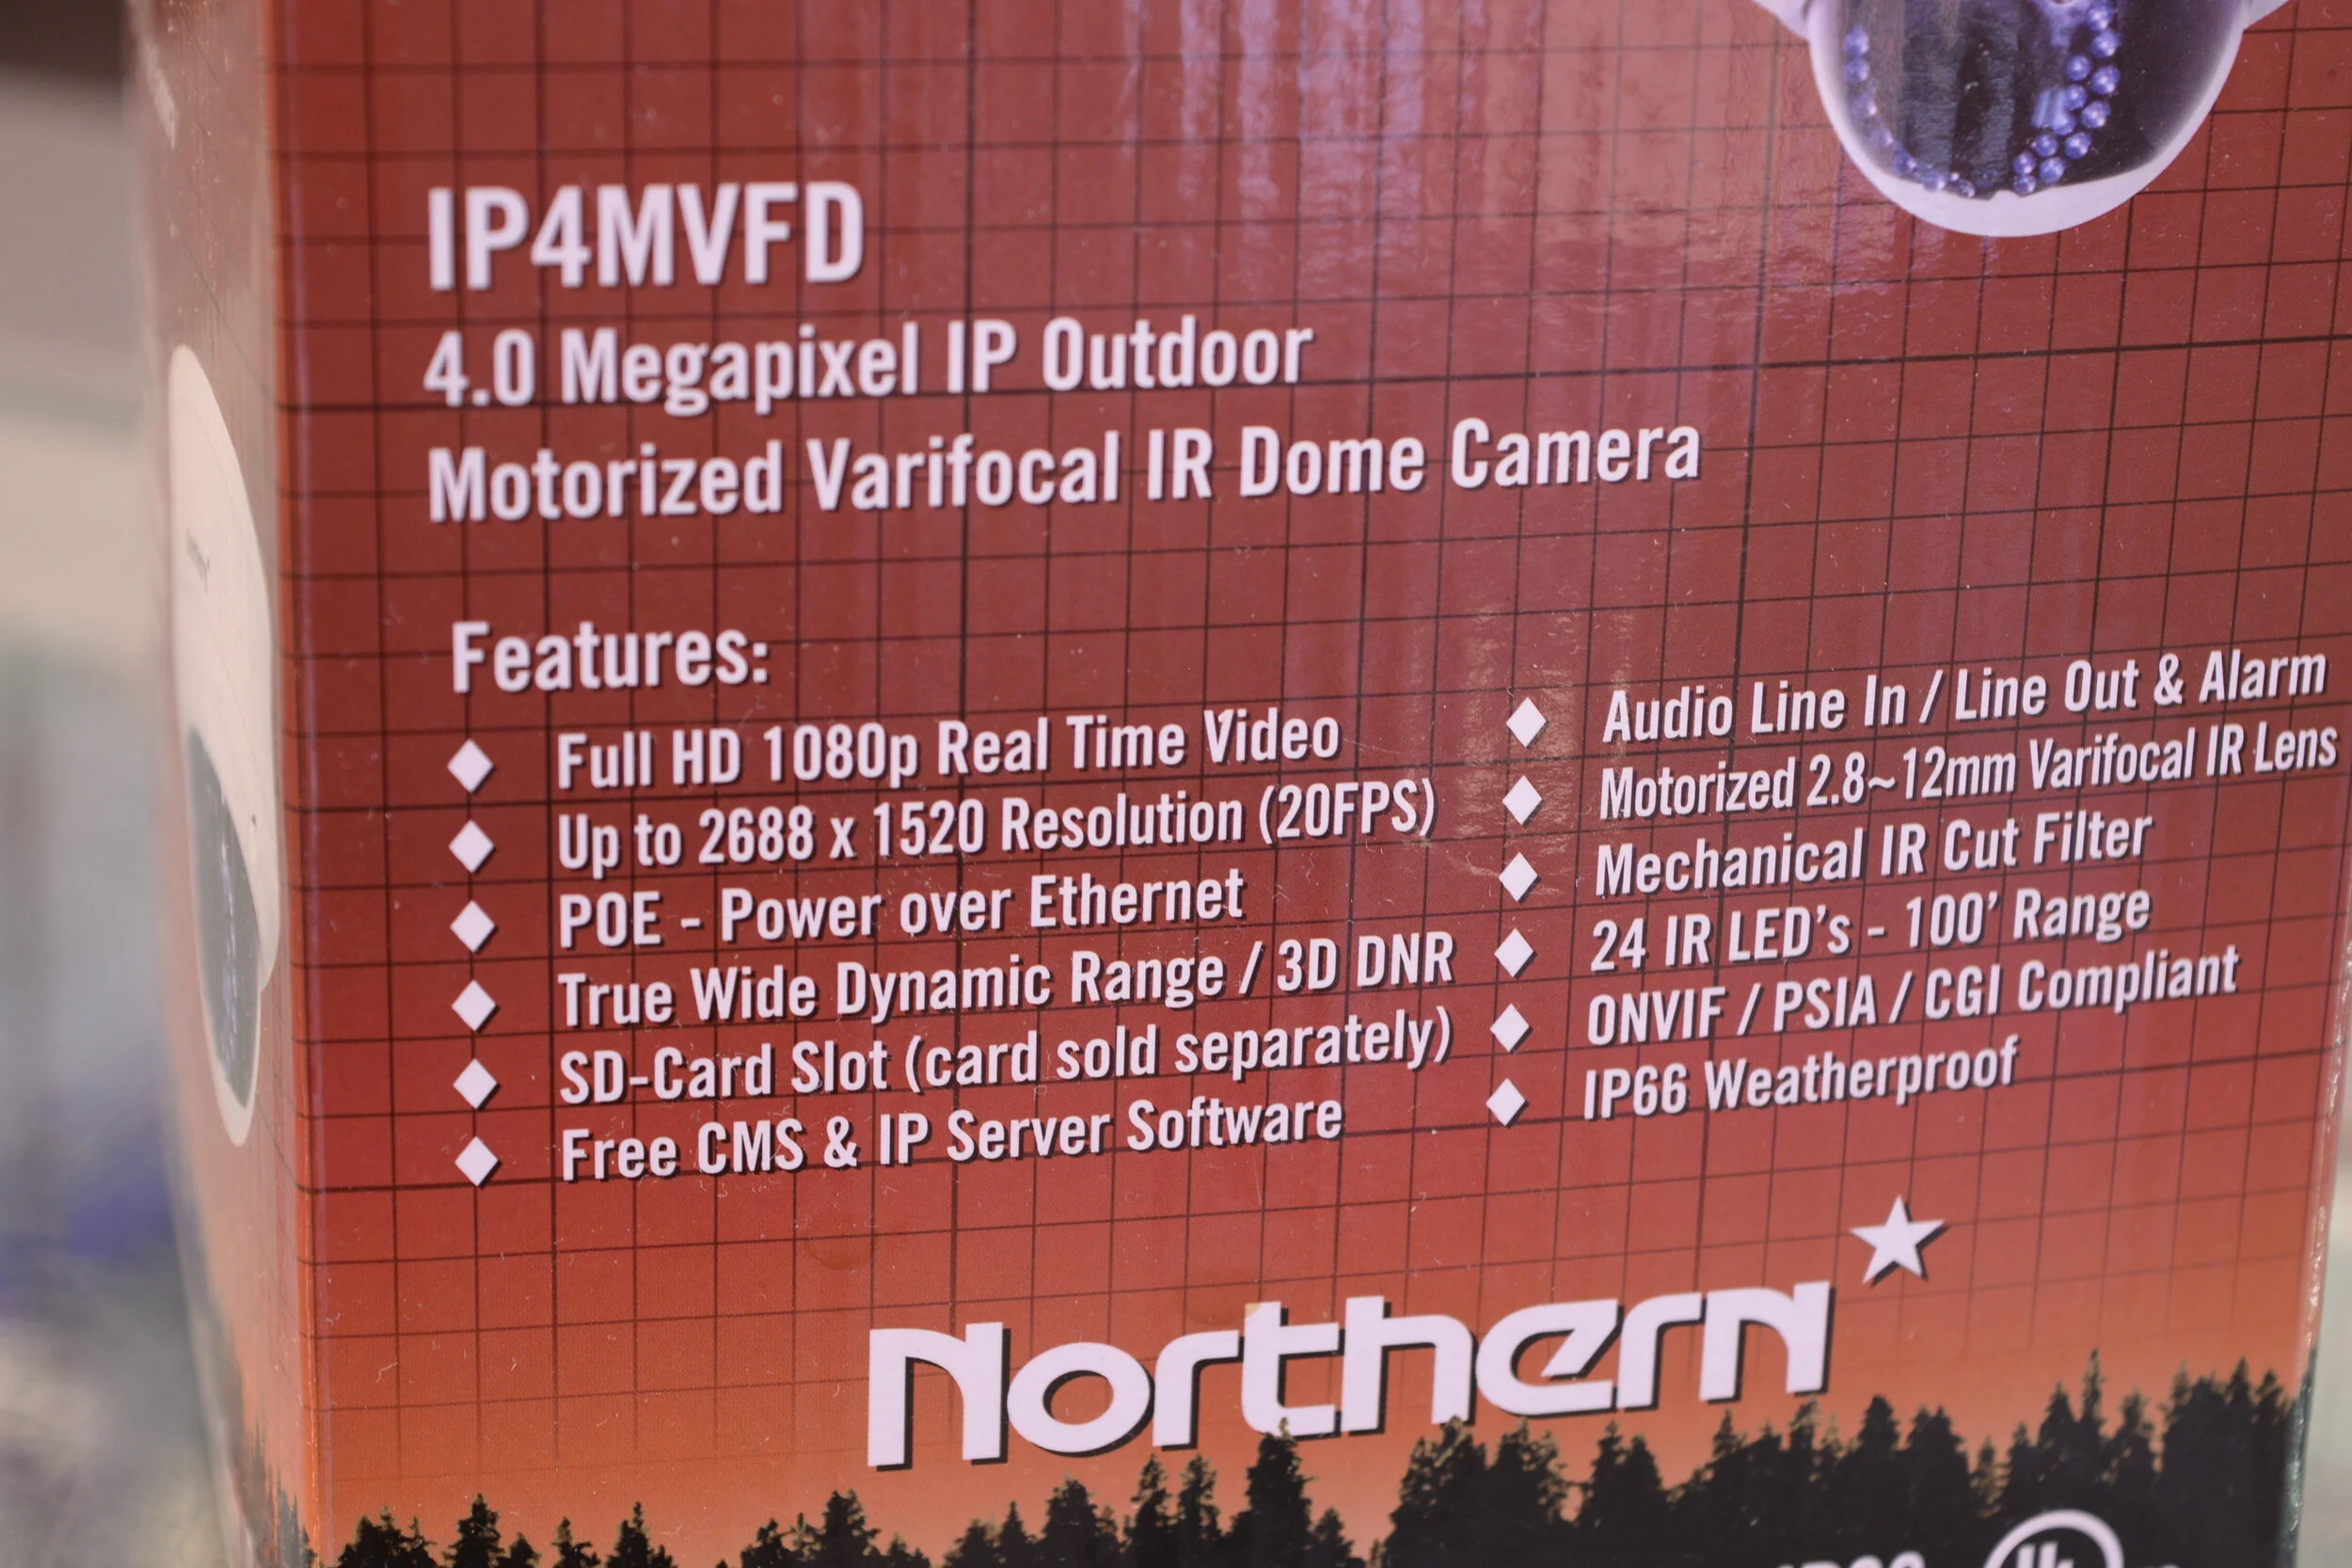 IP4MVFD
4.0 Megapixel IP Outdoor
Motorized Varifocal IR Dome Camera
Features:
Full HD 1080p Real Time Video
Up to 2688 x 1520 Resolution (20FPS)
POE - Power over Ethernet
True Wide Dynamic Range / 3D DNR
SD-Card Slot (card sold separately)
Free CMS & IP Server Software
Audio Line In / Line Out & Alarm
Motorized 2.8~12mm Varifocal IR Lens
Mechanical IR Cut Filter
24 IR LED's - 100' Range
ONVIF / PSIA / CGI Compliant
IP66 Weatherproof
Northern